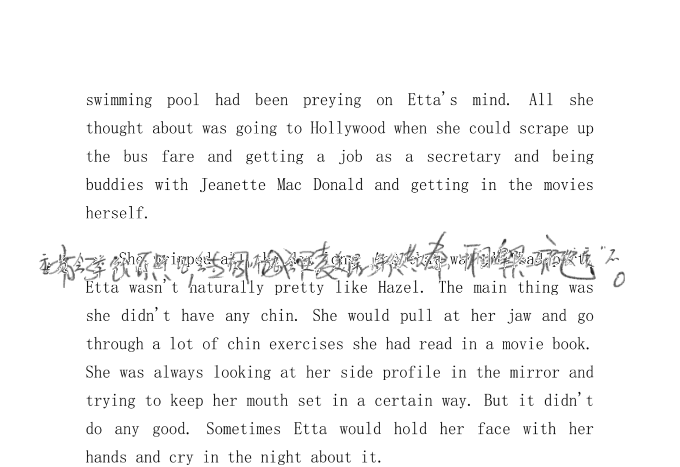 swimming pool had been preying on Etta's mind. All she
thought about was going to Hollywood when she could scrape up
the bus fare and getting a job as a secretary and being
buddies with Jeanette Mac Donald and getting in the movies
herself.
She
Etta wasn't naturally pretty like Hazel. The main thing was
she didn't have any chin. She would pull at her jaw and go
through a lot of chin exercises she had read in a movie book.
She was always looking at her side profile in the mirror and
trying to keep her mouth set in a certain way. But it didn't
do any good. Sometimes Etta would hold her face with her
hands and cry in the night about it.